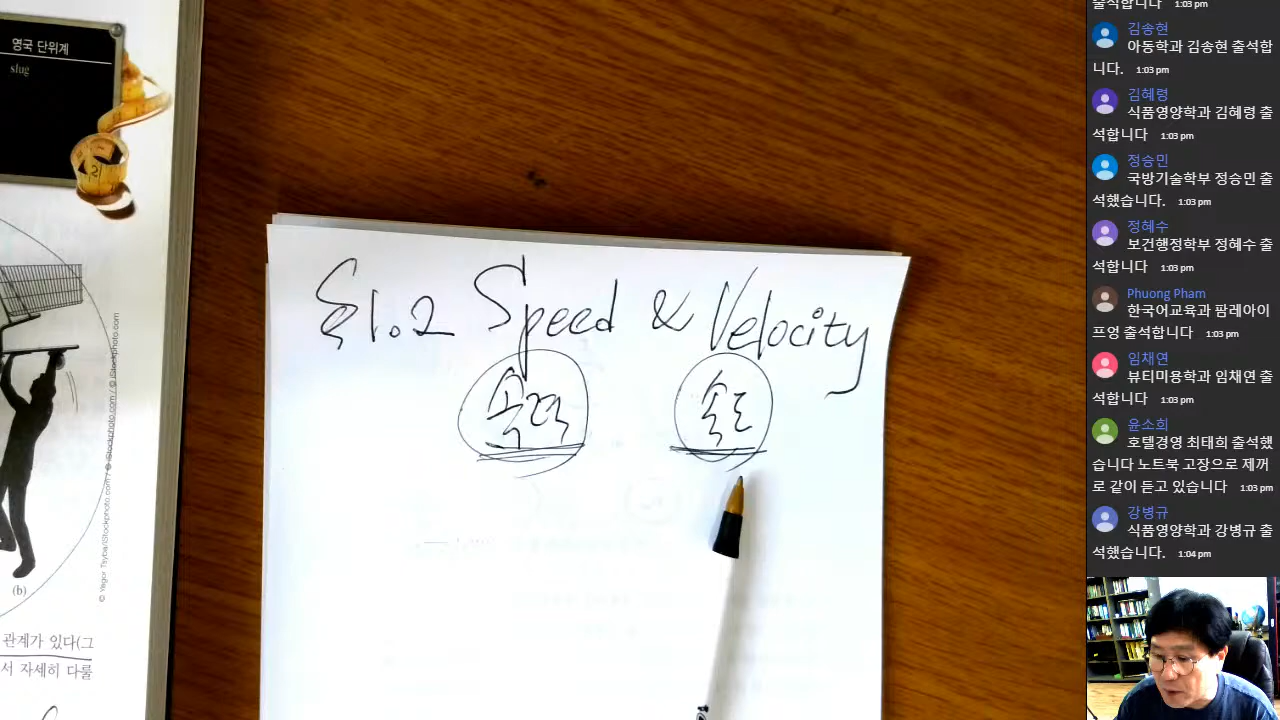 영국 단위계
slug
(b)
© Yagor Tsyba/iStockphoto.com / © iStockphoto.com / © iStockphoto.com
관계가 있다(그
서 자세히 다룰
§1.2 Speed & Velocity
속력 속도
출석합니다 1:03 pm
김송현
아동학과 김송현 출석합
니다. 1:03 pm
김혜령
식품영양학과 김혜령 출
석합니다 1:03 pm
정승민
국방기술학부 정승민 출
석했습니다. 1:03 pm
정혜수
보건행정학부 정혜수 출
석합니다 1:03 pm
Phuong Pham
한국어교육과 팜레아이
프엉 출석합니다 1:03 pm
임채연
뷰티미용학과 임채연 출
석합니다 1:03 pm
윤소희
호텔경영 최태희 출석했
습니다 노트북 고장으로 제꺼
로 같이 듣고 있습니다 1:03 pm
강병규
식품영양학과 강병규 출
석했습니다. 1:04 pm